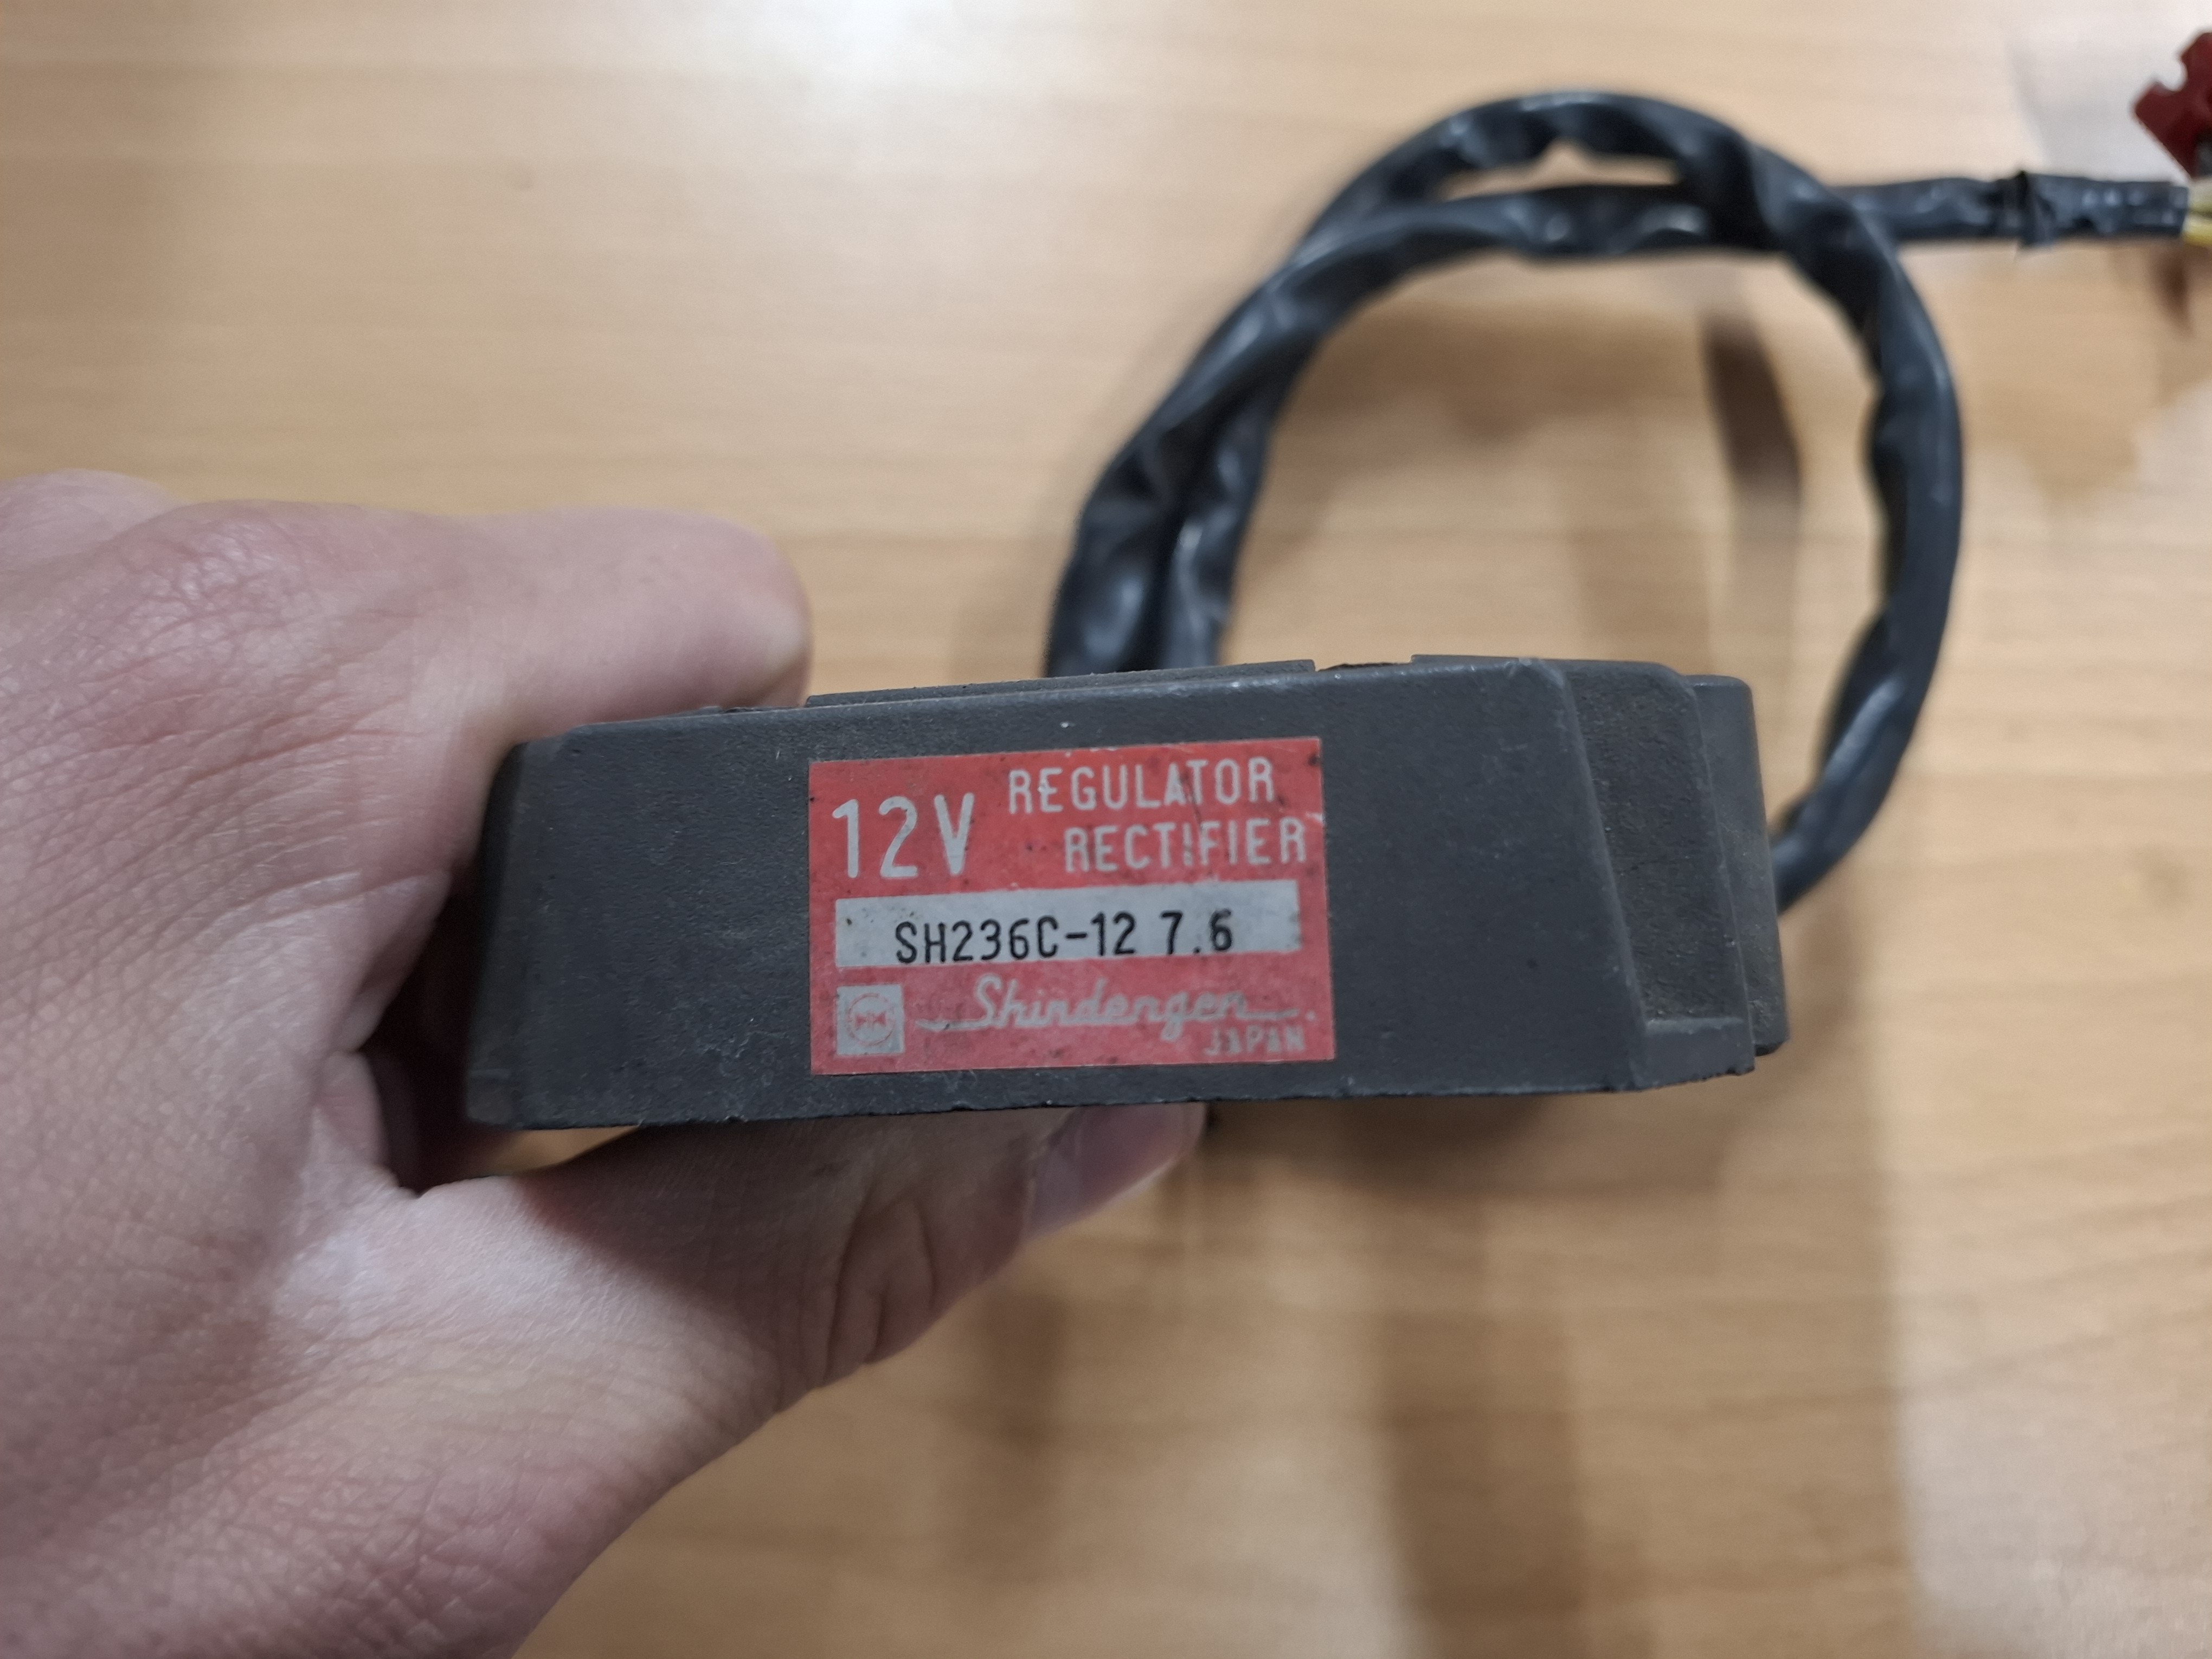 12V REGULATOR
RECTIFIER
SH236C-12 7.6
Shindengen
JAPAN